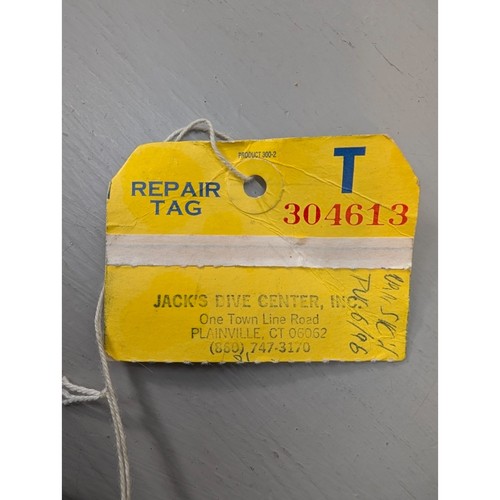 PRODUCT 300-2
REPAIR
TAG
T
304613
JACK'S DIVE CENTER, INC.
One Town Line Road
PLAINVILLE, CT 06062
(860) 747-3170